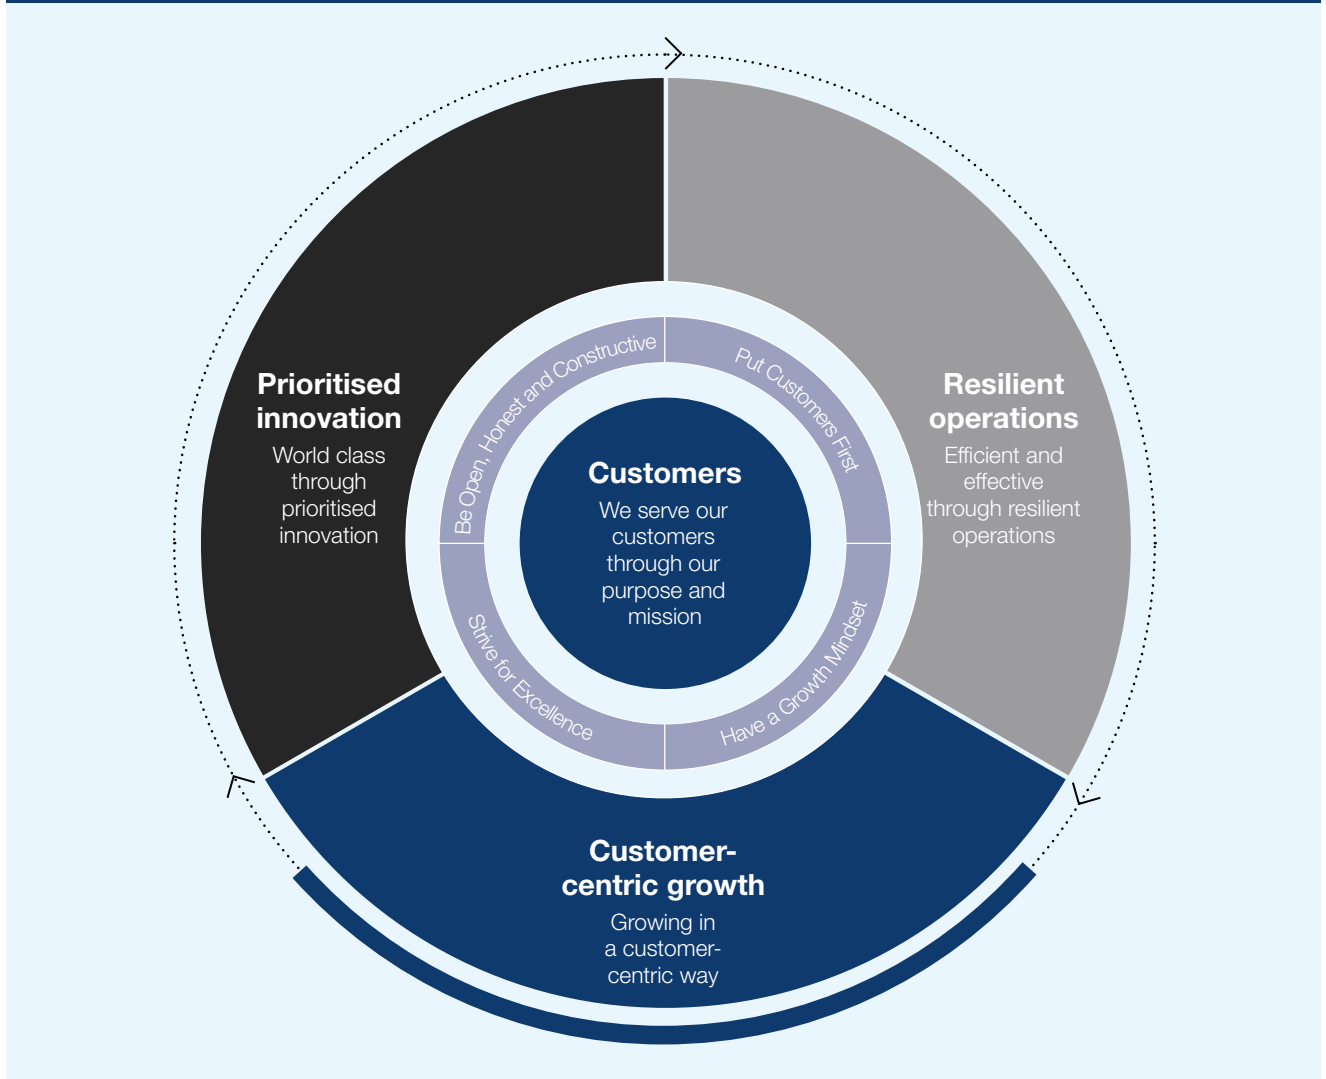 Prioritised
innovation
World class
through
prioritised
innovation
Resilient
operations
Efficient and
effective
through resilient
operations
Be Open, Honest and Constructive
Put Customers First
Customers
We serve our
customers
through our
purpose and
mission
Strive for Excellence
Have a Growth Mindset
Customer-
centric growth
Growing in
a customer-
centric way